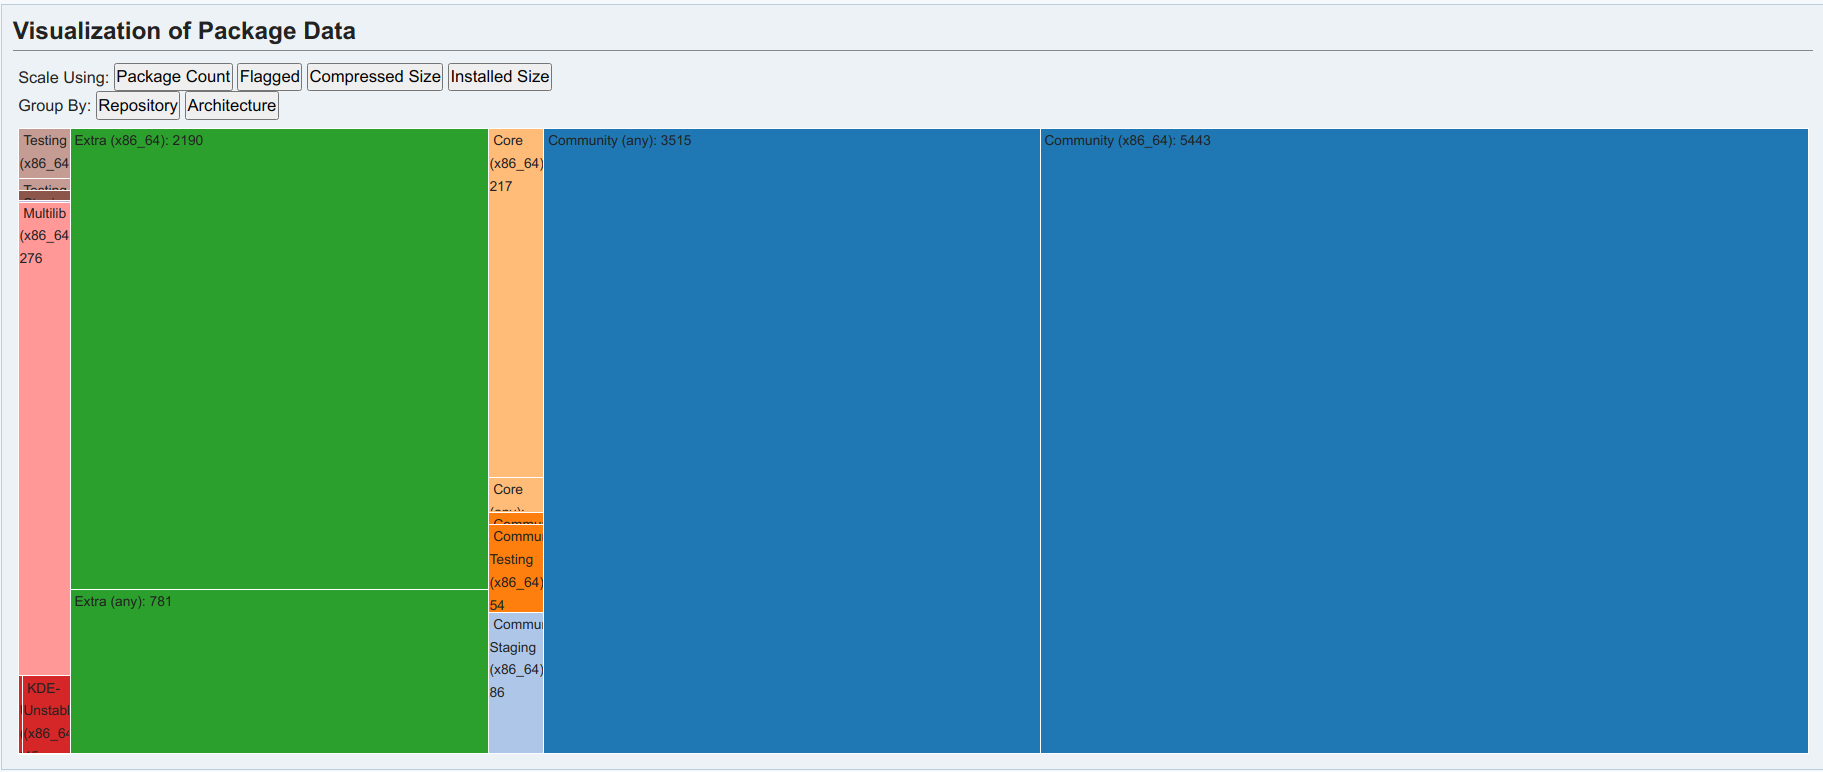 Visualization of Package Data
Scale Using: Package Count Flagged Compressed Size Installed Size
Group By: Repository Architecture
Testing
(x86_64
Testing
Multilib
(x86_64
276
KDE-
Unstabl
(x86_64
Extra (x86_64): 2190
Extra (any): 781
Core
(x86_64)
217
Core
(any):
Commu
Commu
Testing
(x86_64)
54
Commu
Staging
(x86_64)
86
Community (any): 3515
Community (x86_64): 5443